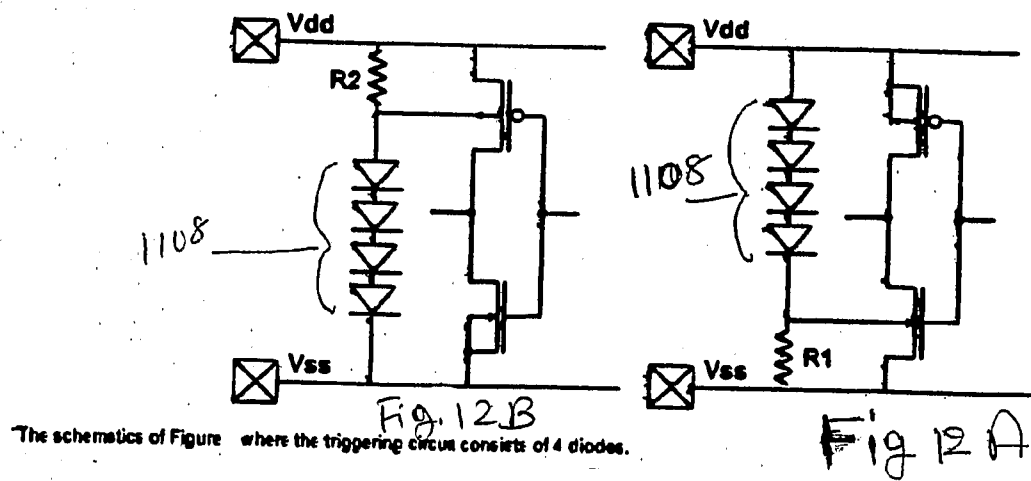 Vdd
R2
1108
Vss
Fig. 12B
Vdd
1108
R1
Vss
Fig 12 A
"The schematics of Figure where the triggering circuit consists of 4 diodes.